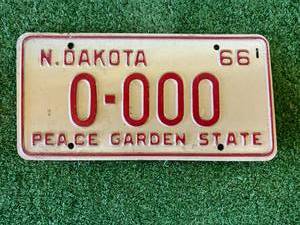 N. DAKOTA 66
0-000
PEACE GARDEN STATE